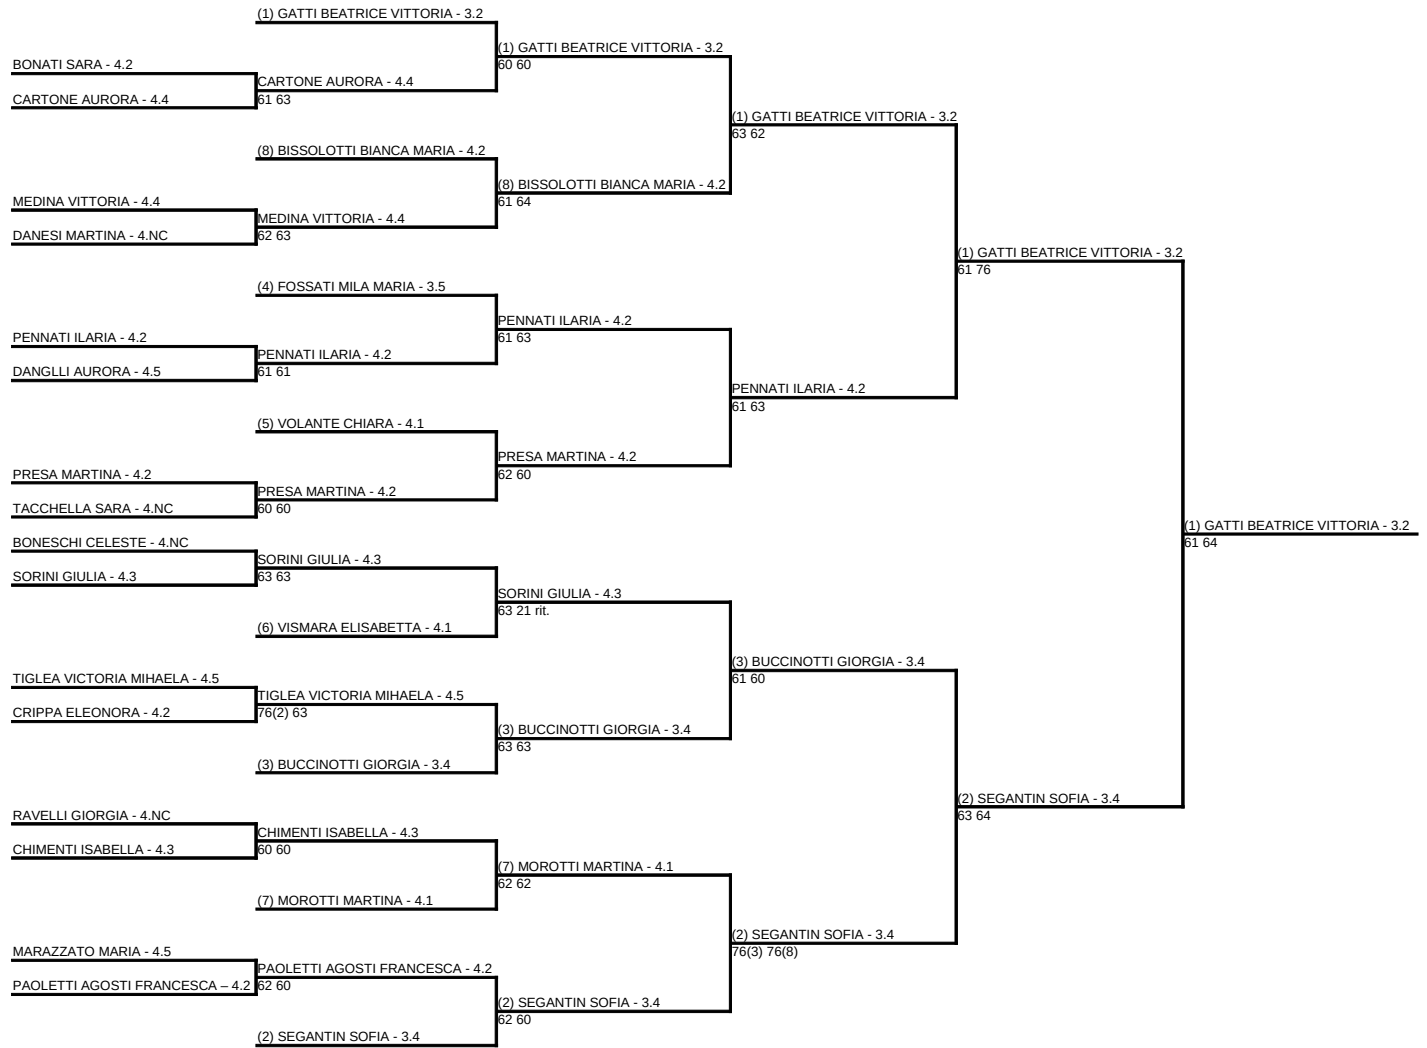 (1) GATTI BEATRICE VITTORIA - 3.2
(1) GATTI BEATRICE VITTORIA - 3.2
60 60
BONATI SARA - 4.2
CARTONE AURORA - 4.4
61 63
CARTONE AURORA - 4.4
(1) GATTI BEATRICE VITTORIA - 3.2
63 62
(8) BISSOLOTTI BIANCA MARIA - 4.2
(8) BISSOLOTTI BIANCA MARIA - 4.2
61 64
MEDINA VITTORIA - 4.4
MEDINA VITTORIA - 4.4
62 63
DANESI MARTINA - 4.NC
(1) GATTI BEATRICE VITTORIA - 3.2
61 76
(4) FOSSATI MILA MARIA - 3.5
PENNATI ILARIA - 4.2
61 63
PENNATI ILARIA - 4.2
PENNATI ILARIA - 4.2
61 61
DANGLLI AURORA - 4.5
PENNATI ILARIA - 4.2
61 63
(5) VOLANTE CHIARA - 4.1
PRESA MARTINA - 4.2
62 60
PRESA MARTINA - 4.2
PRESA MARTINA - 4.2
60 60
TACCHELLA SARA - 4.NC
(1) GATTI BEATRICE VITTORIA - 3.2
61 64
BONESCHI CELESTE - 4.NC
SORINI GIULIA - 4.3
63 63
SORINI GIULIA - 4.3
SORINI GIULIA - 4.3
63 21 rit.
(6) VISMARA ELISABETTA - 4.1
(3) BUCCINOTTI GIORGIA - 3.4
61 60
TIGLEA VICTORIA MIHAELA - 4.5
TIGLEA VICTORIA MIHAELA - 4.5
76(2) 63
CRIPPA ELEONORA - 4.2
(3) BUCCINOTTI GIORGIA - 3.4
63 63
(3) BUCCINOTTI GIORGIA - 3.4
(2) SEGANTIN SOFIA - 3.4
63 64
RAVELLI GIORGIA - 4.NC
CHIMENTI ISABELLA - 4.3
60 60
CHIMENTI ISABELLA - 4.3
(7) MOROTTI MARTINA - 4.1
62 62
(7) MOROTTI MARTINA - 4.1
(2) SEGANTIN SOFIA - 3.4
76(3) 76(8)
MARAZZATO MARIA - 4.5
PAOLETTI AGOSTI FRANCESCA - 4.2
62 60
PAOLETTI AGOSTI FRANCESCA – 4.2
(2) SEGANTIN SOFIA - 3.4
62 60
(2) SEGANTIN SOFIA - 3.4